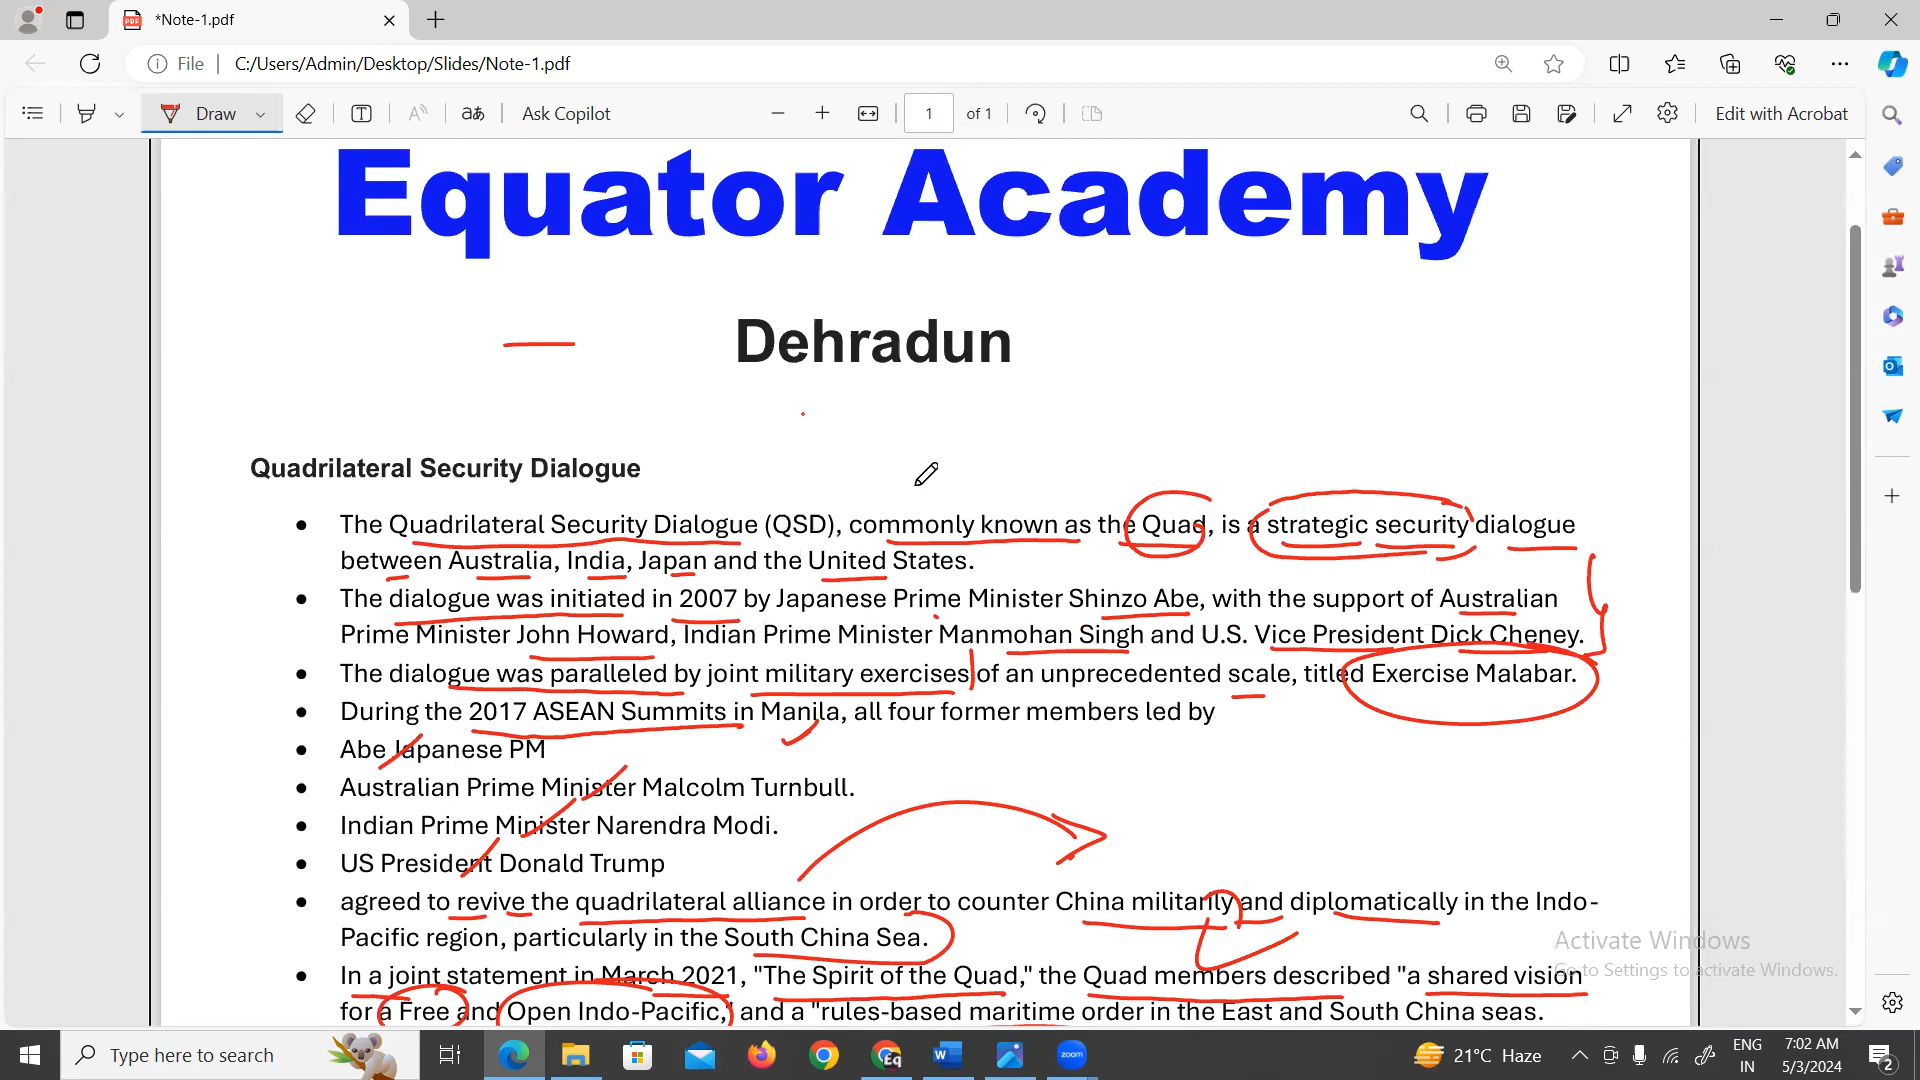 *Note-1.pdf
File
C:/Users/Admin/Desktop/Slides/Note-1.pdf
Draw
Ask Copilot
1
of 1
Edit with Acrobat
Equator Academy
Dehradun
Quadrilateral Security Dialogue
• The Quadrilateral Security Dialogue (QSD), commonly known as the Quad, is a strategic security dialogue
between Australia, India, Japan and the United States.
• The dialogue was initiated in 2007 by Japanese Prime Minister Shinzo Abe, with the support of Australian
Prime Minister John Howard, Indian Prime Minister Manmohan Singh and U.S. Vice President Dick Cheney.
• The dialogue was paralleled by joint military exercises of an unprecedented scale, titled Exercise Malabar.
• During the 2017 ASEAN Summits in Manila, all four former members led by
• Abe Japanese PM
• Australian Prime Minister Malcolm Turnbull.
• Indian Prime Minister Narendra Modi.
• US President Donald Trump
• agreed to revive the quadrilateral alliance in order to counter China militarily and diplomatically in the Indo-
Pacific region, particularly in the South China Sea.
• In a joint statement in March 2021, "The Spirit of the Quad," the Quad members described "a shared vision
for a Free and Open Indo-Pacific," and a "rules-based maritime order in the East and South China seas.
Activate Windows
Go to Settings to activate Windows.
Type here to search
zoom
21°C Haze
ENG
IN
7:02 AM
5/3/2024
2